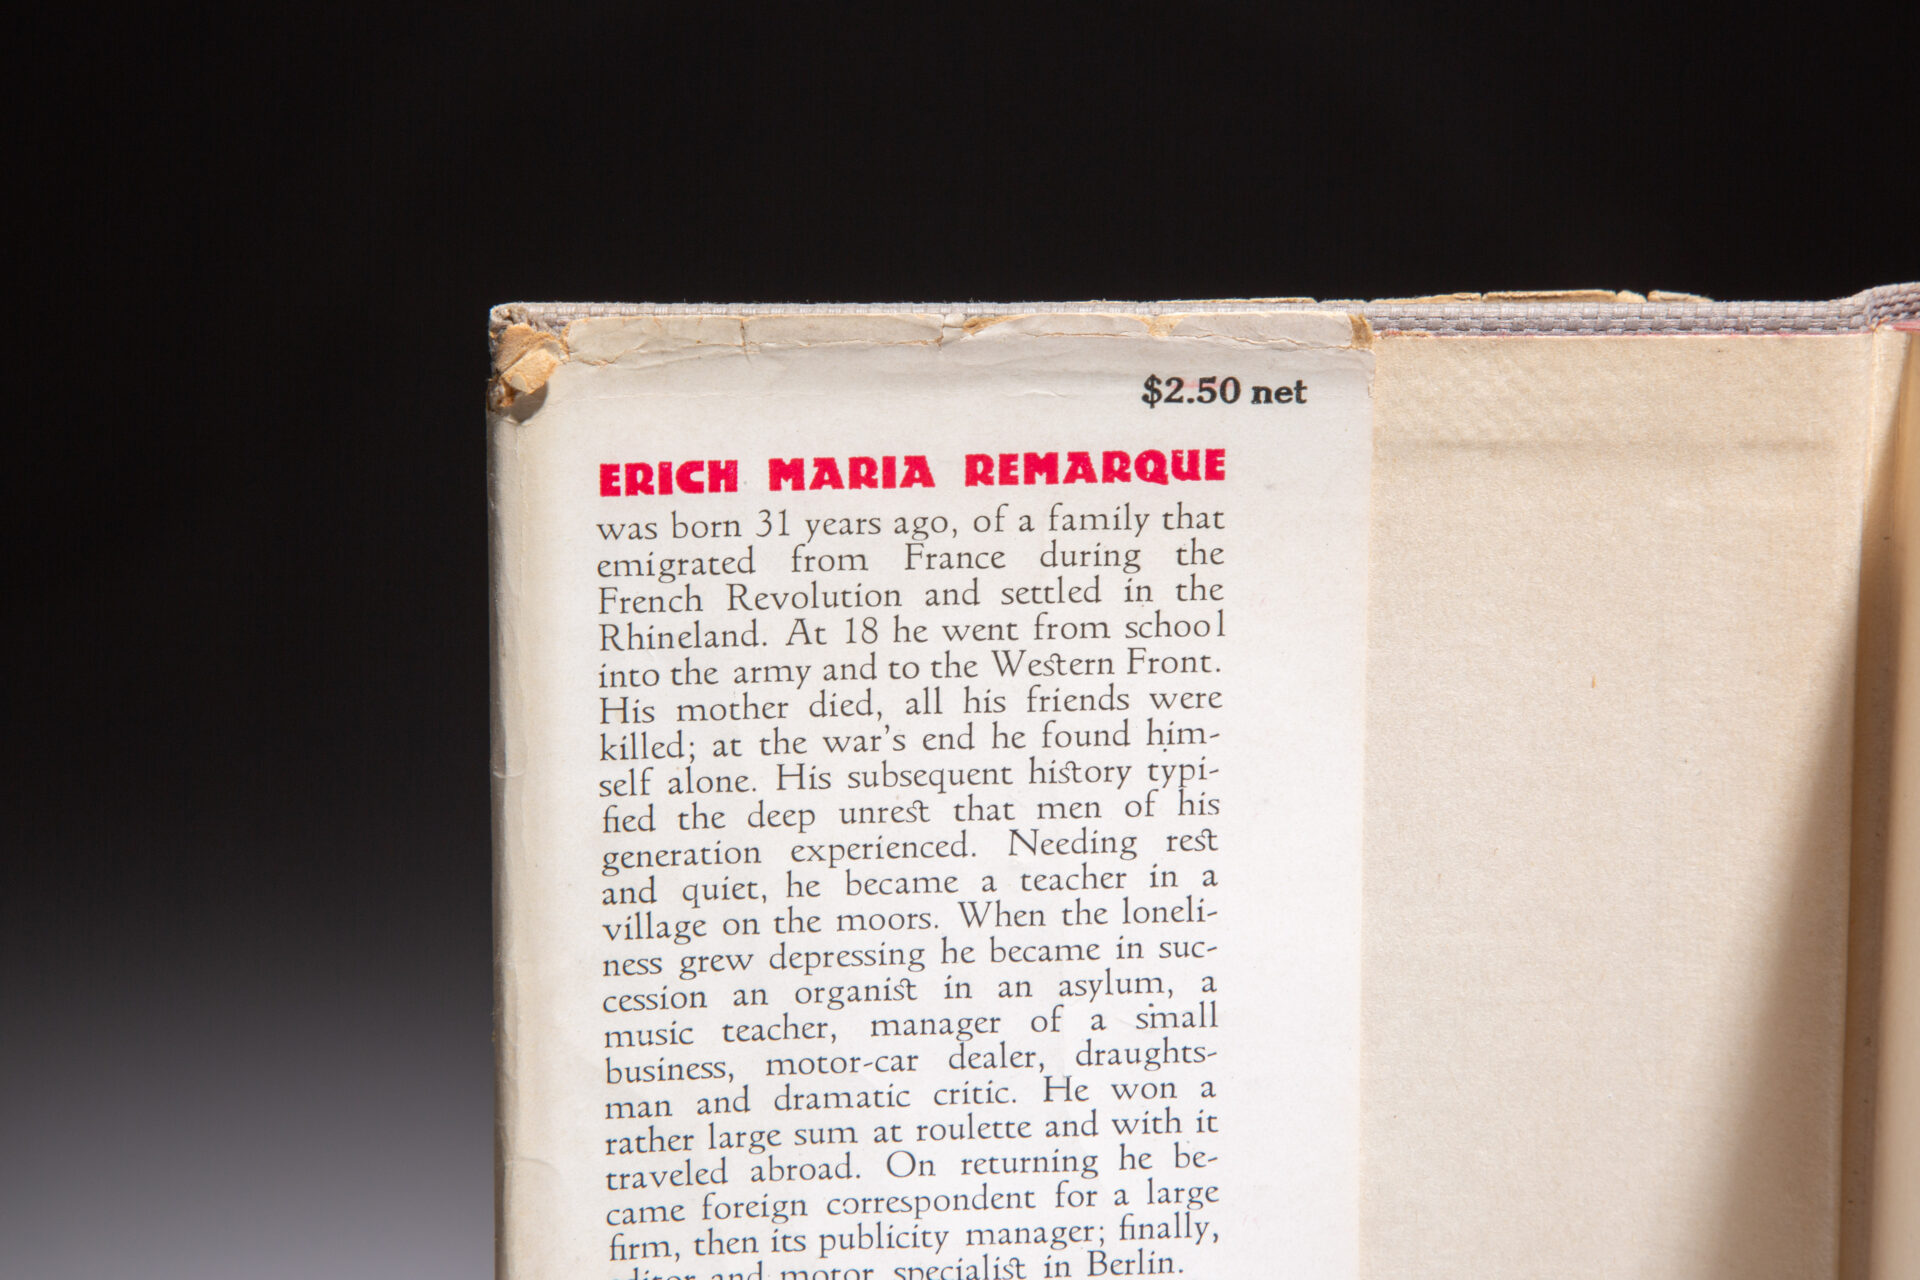 $2.50 net
ERICH MARIA REMARQUE
was born 31 years ago, of a family that
emigrated from France during the
French Revolution and settled in the
Rhineland. At 18 he went from school
into the army and to the Western Front.
His mother died, all his friends were
killed; at the war's end he found him-
self alone. His subsequent history typi-
fied the deep unrest that men of his
generation experienced. Needing rest
and quiet, he became a teacher in a
village on the moors. When the loneli-
ness grew depressing he became in suc-
cession an organist in an asylum, a
music teacher, manager of a small
business, motor-car dealer, draughts-
man and dramatic critic. He won a
rather large sum at roulette and with it
traveled abroad. On returning he be-
came foreign correspondent for a large
firm, then its publicity manager; finally,
editor and motor specialist in Berlin.